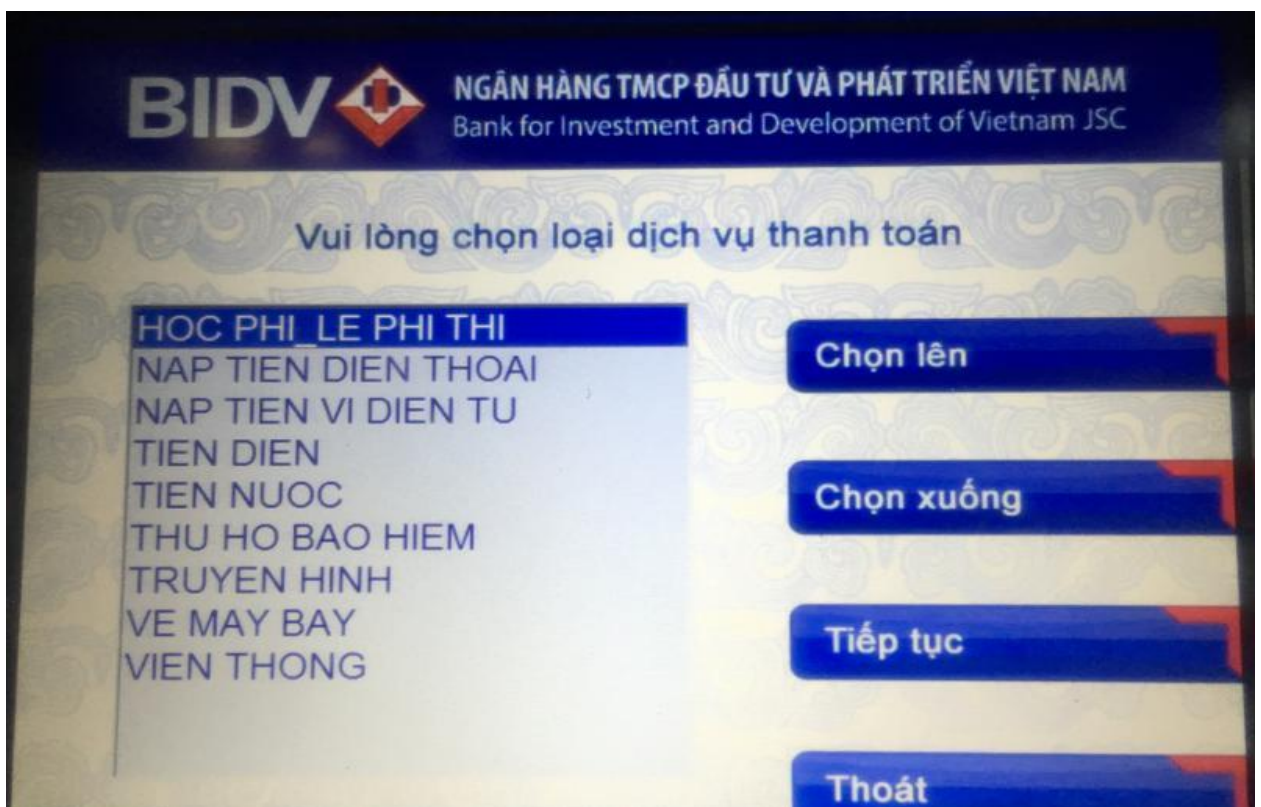 BIDV
NGÂN HÀNG TMCP ĐẦU TƯ VÀ PHÁT TRIỂN VIỆT NAM
Bank for Investment and Development of Vietnam JSC
Vui lòng chọn loại dịch vụ thanh toán
HOC PHI_LE PHI THI
NAP TIEN DIEN THOAI
NAP TIEN VI DIEN TU
TIEN DIEN
TIEN NUOC
THU HO BAO HIEM
TRUYEN HINH
VE MAY BAY
VIEN THONG
Chọn lên
Chọn xuống
Tiếp tục
Thoát